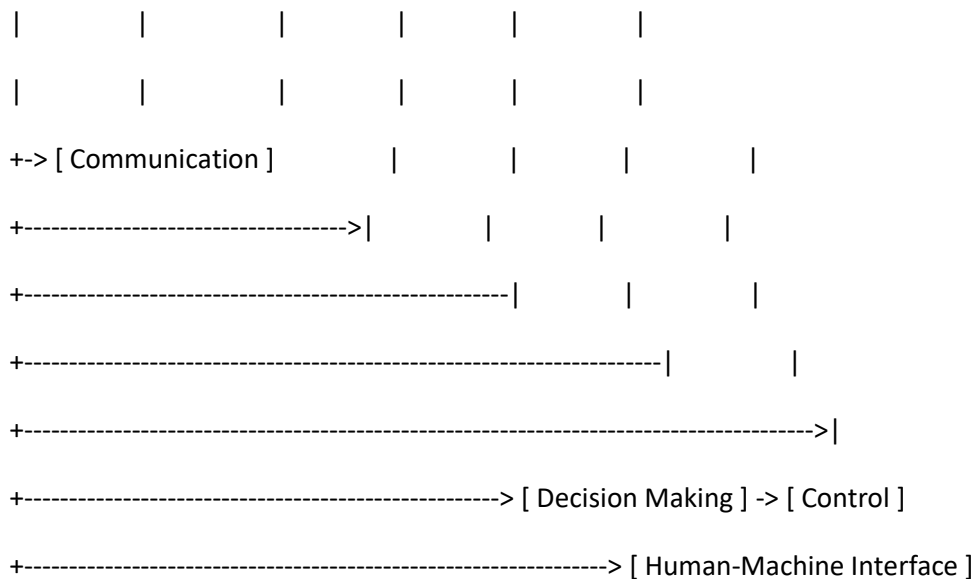 | | | | | |
| | | | | |
+-> [ Communication ] | | | |
+------------------------------------>| | | |
+------------------------------------------------------| | |
+-----------------------------------------------------------------------| |
+---------------------------------------------------------------------------------------->|
+-----------------------------------------------------> [ Decision Making ] -> [ Control ]
+-----------------------------------------------------------------> [ Human-Machine Interface ]